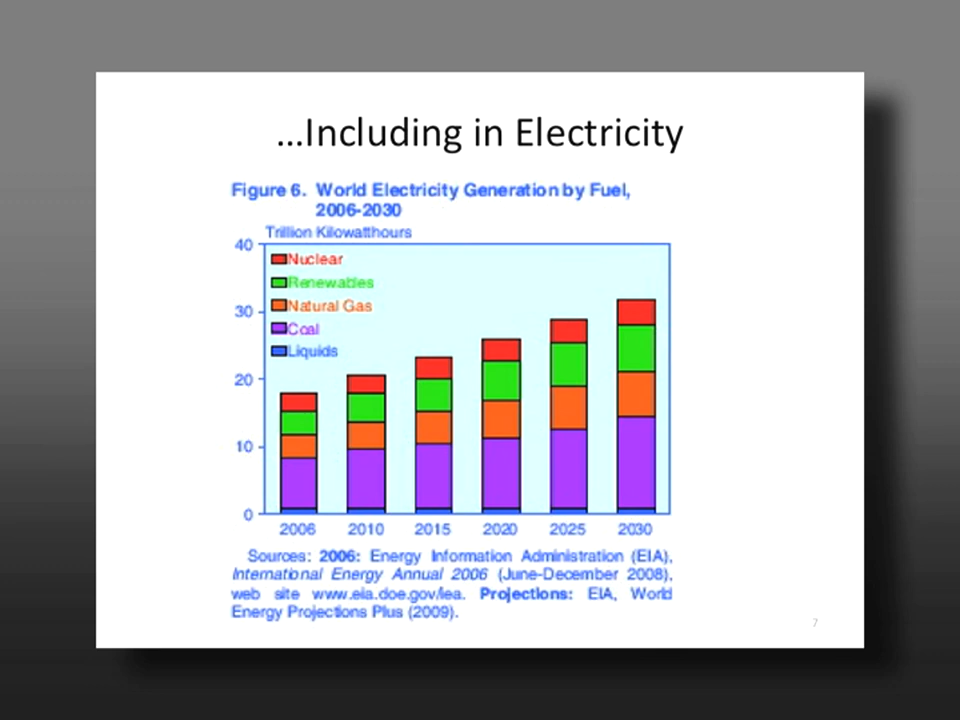 ...Including in Electricity
Figure 6. World Electricity Generation by Fuel,
2006-2030
Trillion Kilowatthours
40
30
20
10
0
Nuclear
Renewables
Natural Gas
Coal
Liquids
2006 2010 2015 2020 2025 2030
Sources: 2006: Energy Information Administration (EIA),
International Energy Annual 2006 (June-December 2008),
web site www.eia.doe.gov/iea. Projections: EIA, World
Energy Projections Plus (2009).
7